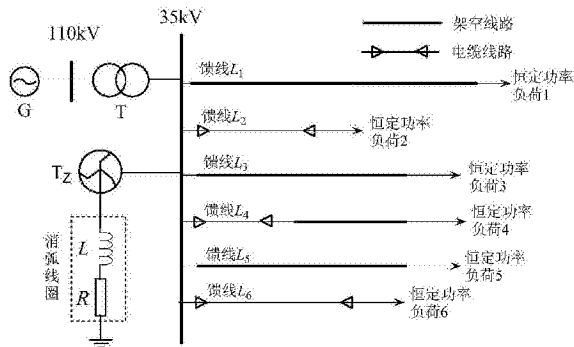 35kV
110kV
G
T
架空线路
电缆线路
馈线L1
恒定功率
负荷1
馈线L2
恒定功率
负荷2
TZ
馈线L3
恒定功率
负荷3
馈线L4
恒定功率
负荷4
消弧线圈
L
R
馈线L5
恒定功率
负荷5
馈线L6
恒定功率
负荷6